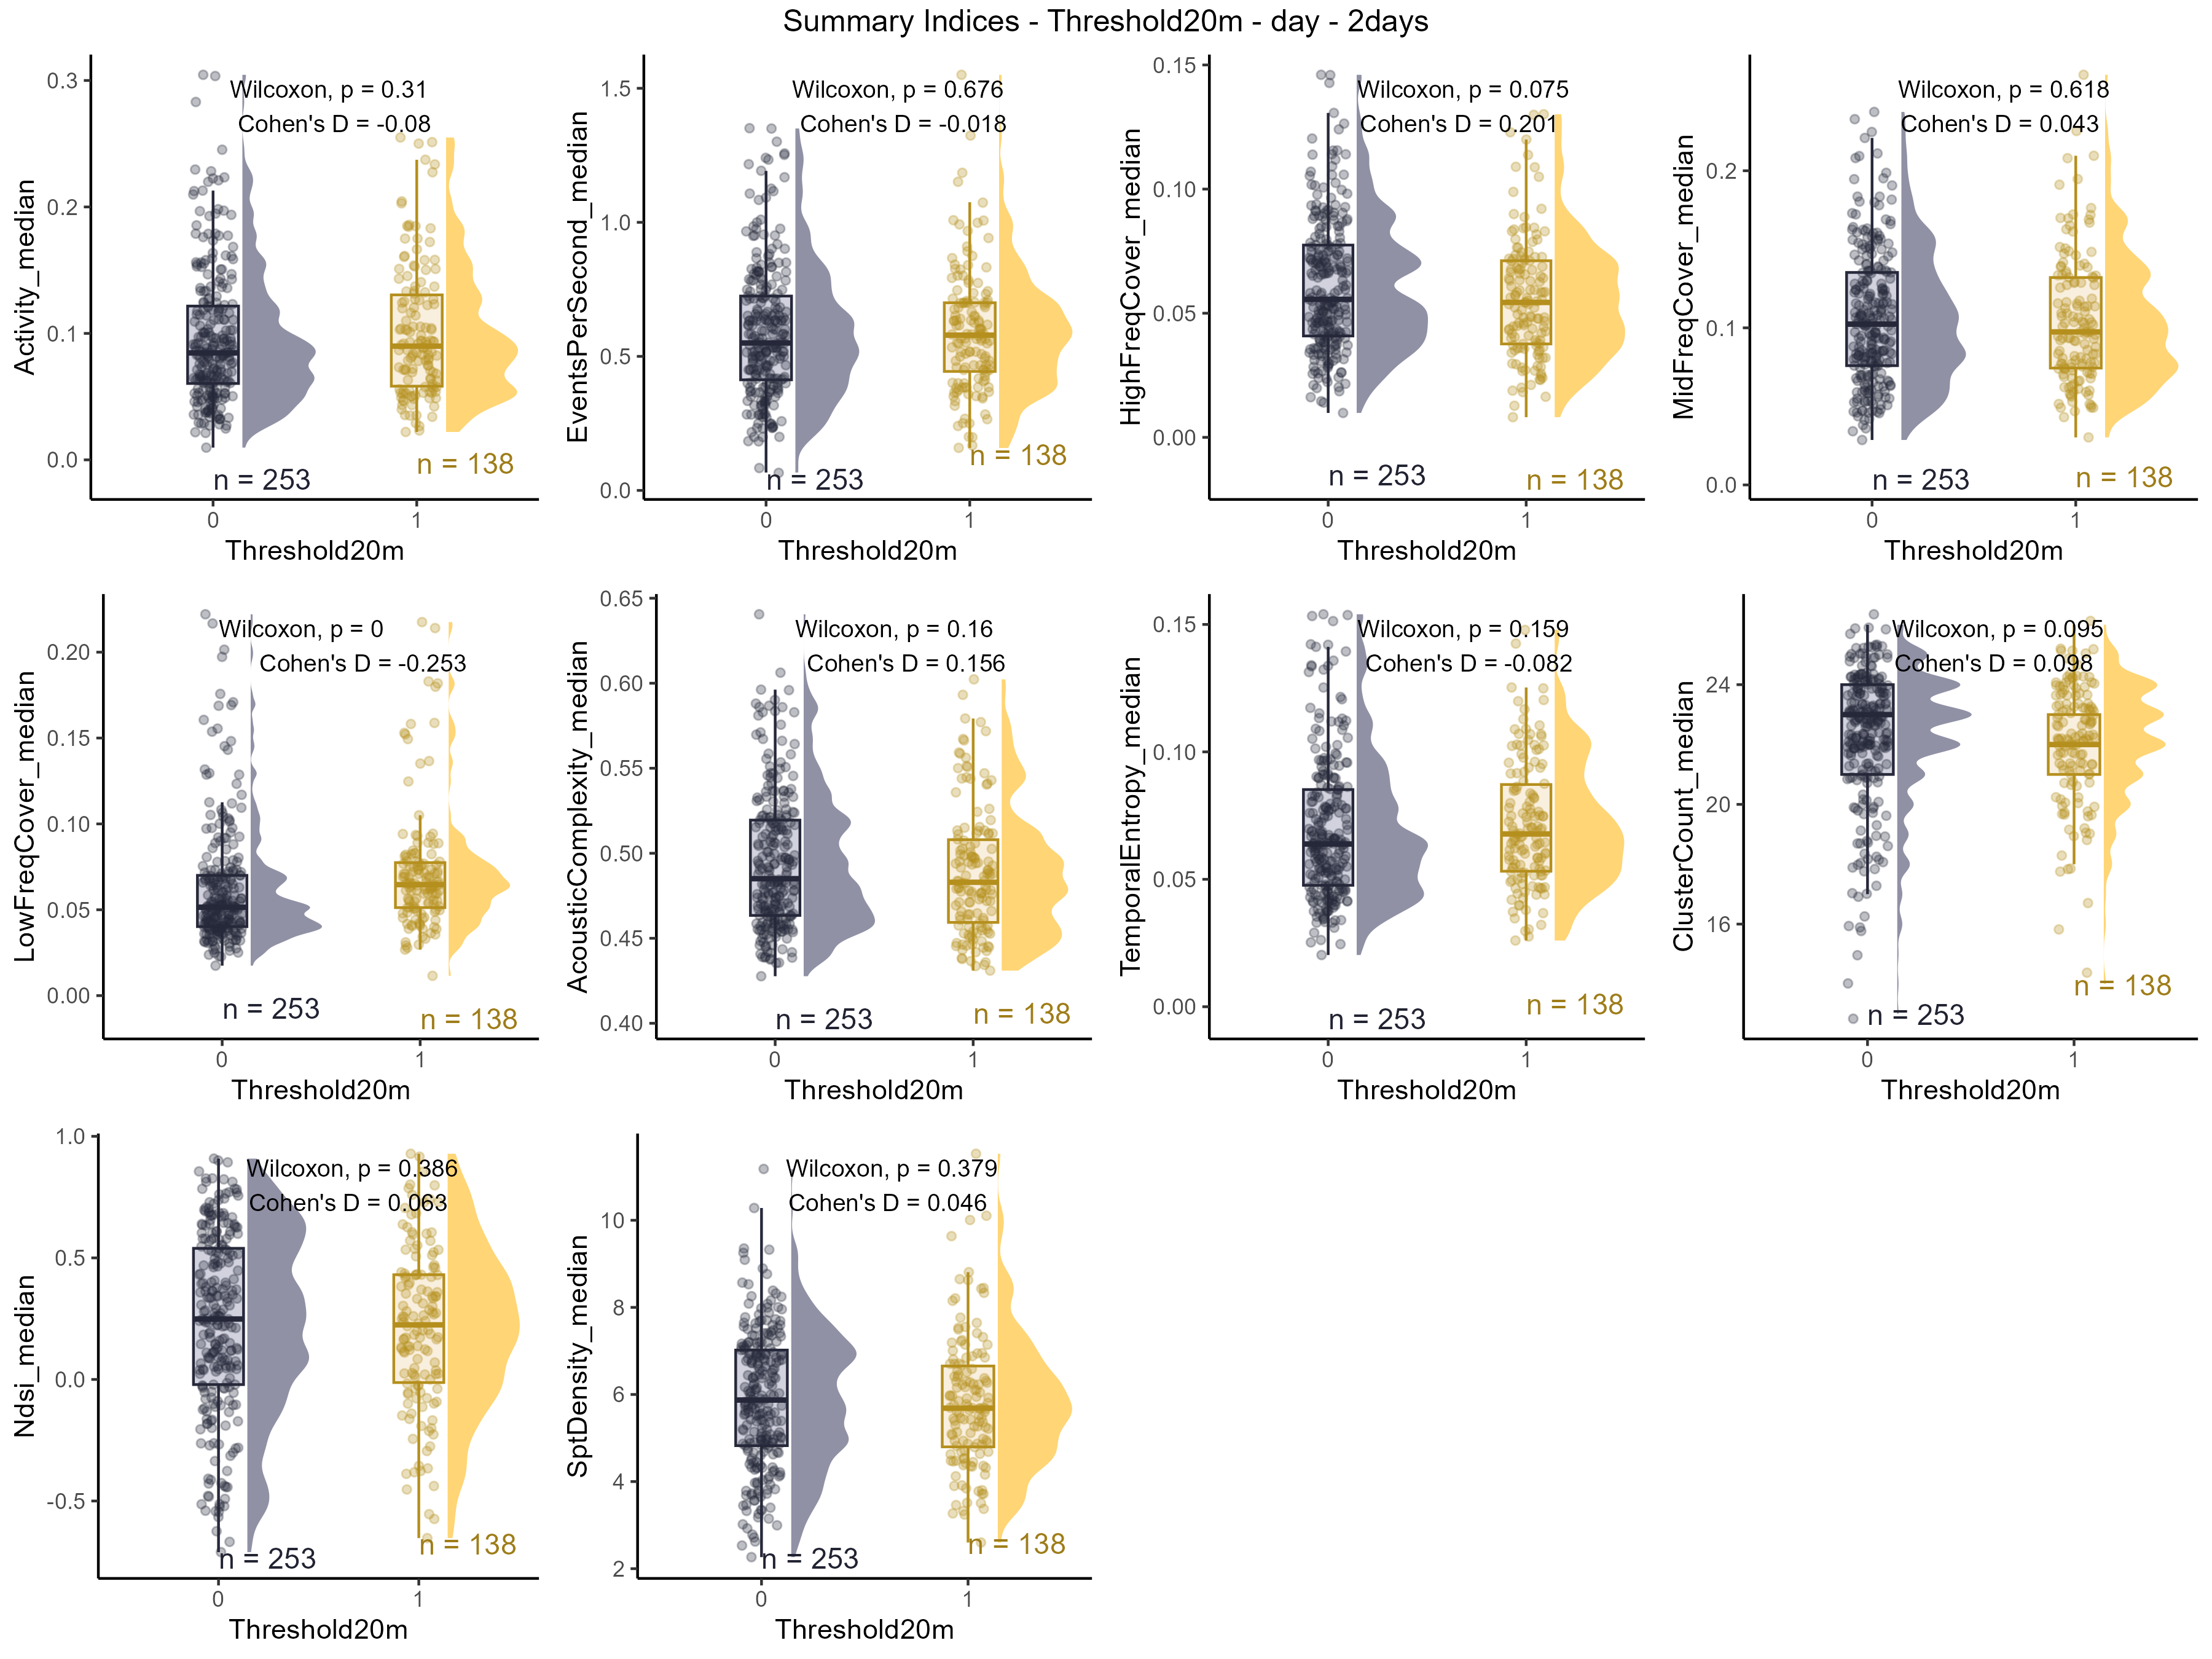 Summary Indices - Threshold20m - day - 2days
Activity_median
0.3
0.2
0.1
0.0
Wilcoxon, p = 0.31
Cohen's D = -0.08
n = 253
n = 138
0
1
Threshold20m
EventsPerSecond_median
1.5
1.0
0.5
0.0
Wilcoxon, p = 0.676
Cohen's D = -0.018
n = 253
n = 138
0
1
Threshold20m
HighFreqCover_median
0.15
0.10
0.05
0.00
Wilcoxon, p = 0.075
Cohen's D = 0.201
n = 253
n = 138
0
1
Threshold20m
MidFreqCover_median
0.2
0.1
0.0
Wilcoxon, p = 0.618
Cohen's D = 0.043
n = 253
n = 138
0
1
Threshold20m
LowFreqCover_median
0.20
0.15
0.10
0.05
0.00
Wilcoxon, p = 0
Cohen's D = -0.253
n = 253
n = 138
0
1
Threshold20m
AcousticComplexity_median
0.65
0.60
0.55
0.50
0.45
0.40
Wilcoxon, p = 0.16
Cohen's D = 0.156
n = 253
n = 138
0
1
Threshold20m
TemporalEntropy_median
0.15
0.10
0.05
0.00
Wilcoxon, p = 0.159
Cohen's D = -0.082
n = 253
n = 138
0
1
Threshold20m
ClusterCount_median
24
20
16
Wilcoxon, p = 0.095
Cohen's D = 0.098
n = 253
n = 138
0
1
Threshold20m
Ndsi_median
1.0
0.5
0.0
-0.5
Wilcoxon, p = 0.386
Cohen's D = 0.063
n = 253
n = 138
0
1
Threshold20m
SptDensity_median
10
8
6
4
2
Wilcoxon, p = 0.379
Cohen's D = 0.046
n = 253
n = 138
0
1
Threshold20m